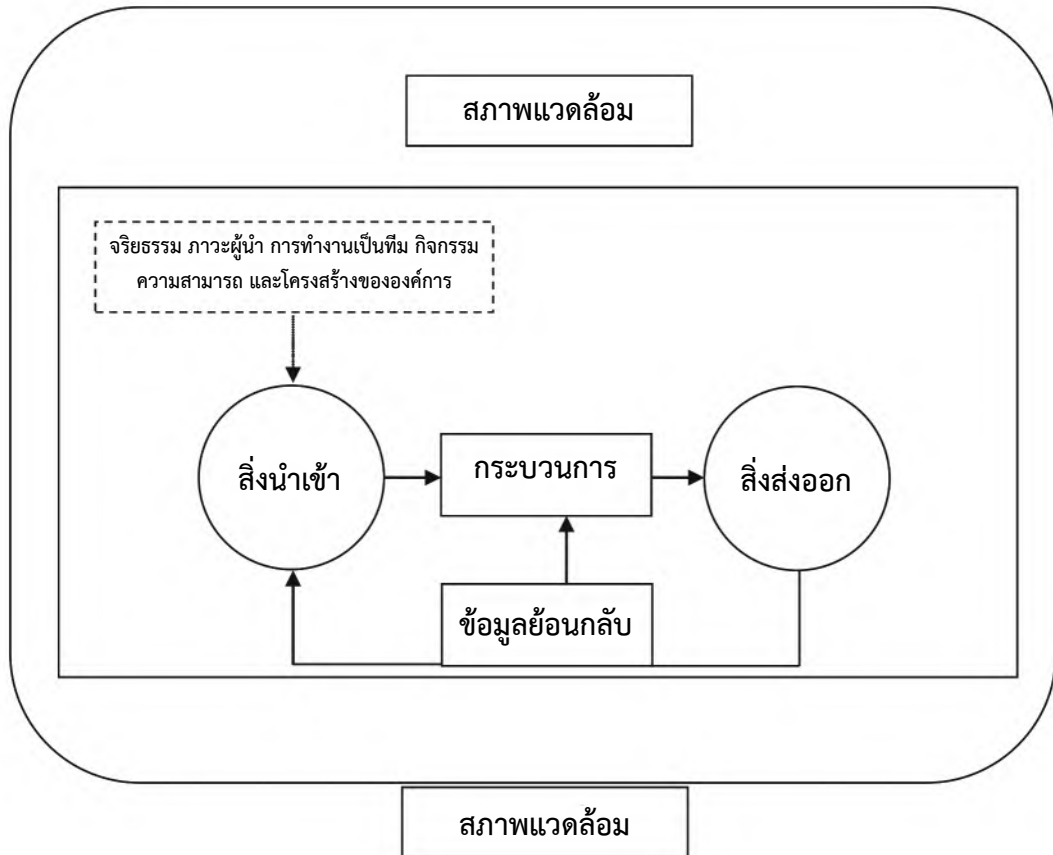 สภาพแวดล้อม
จริยธรรม ภาวะผู้นำ การทำงานเป็นทีม กิจกรรม
ความสามารถ และโครงสร้างขององค์การ
สิ่งนำเข้า
กระบวนการ
สิ่งส่งออก
ข้อมูลย้อนกลับ
สภาพแวดล้อม